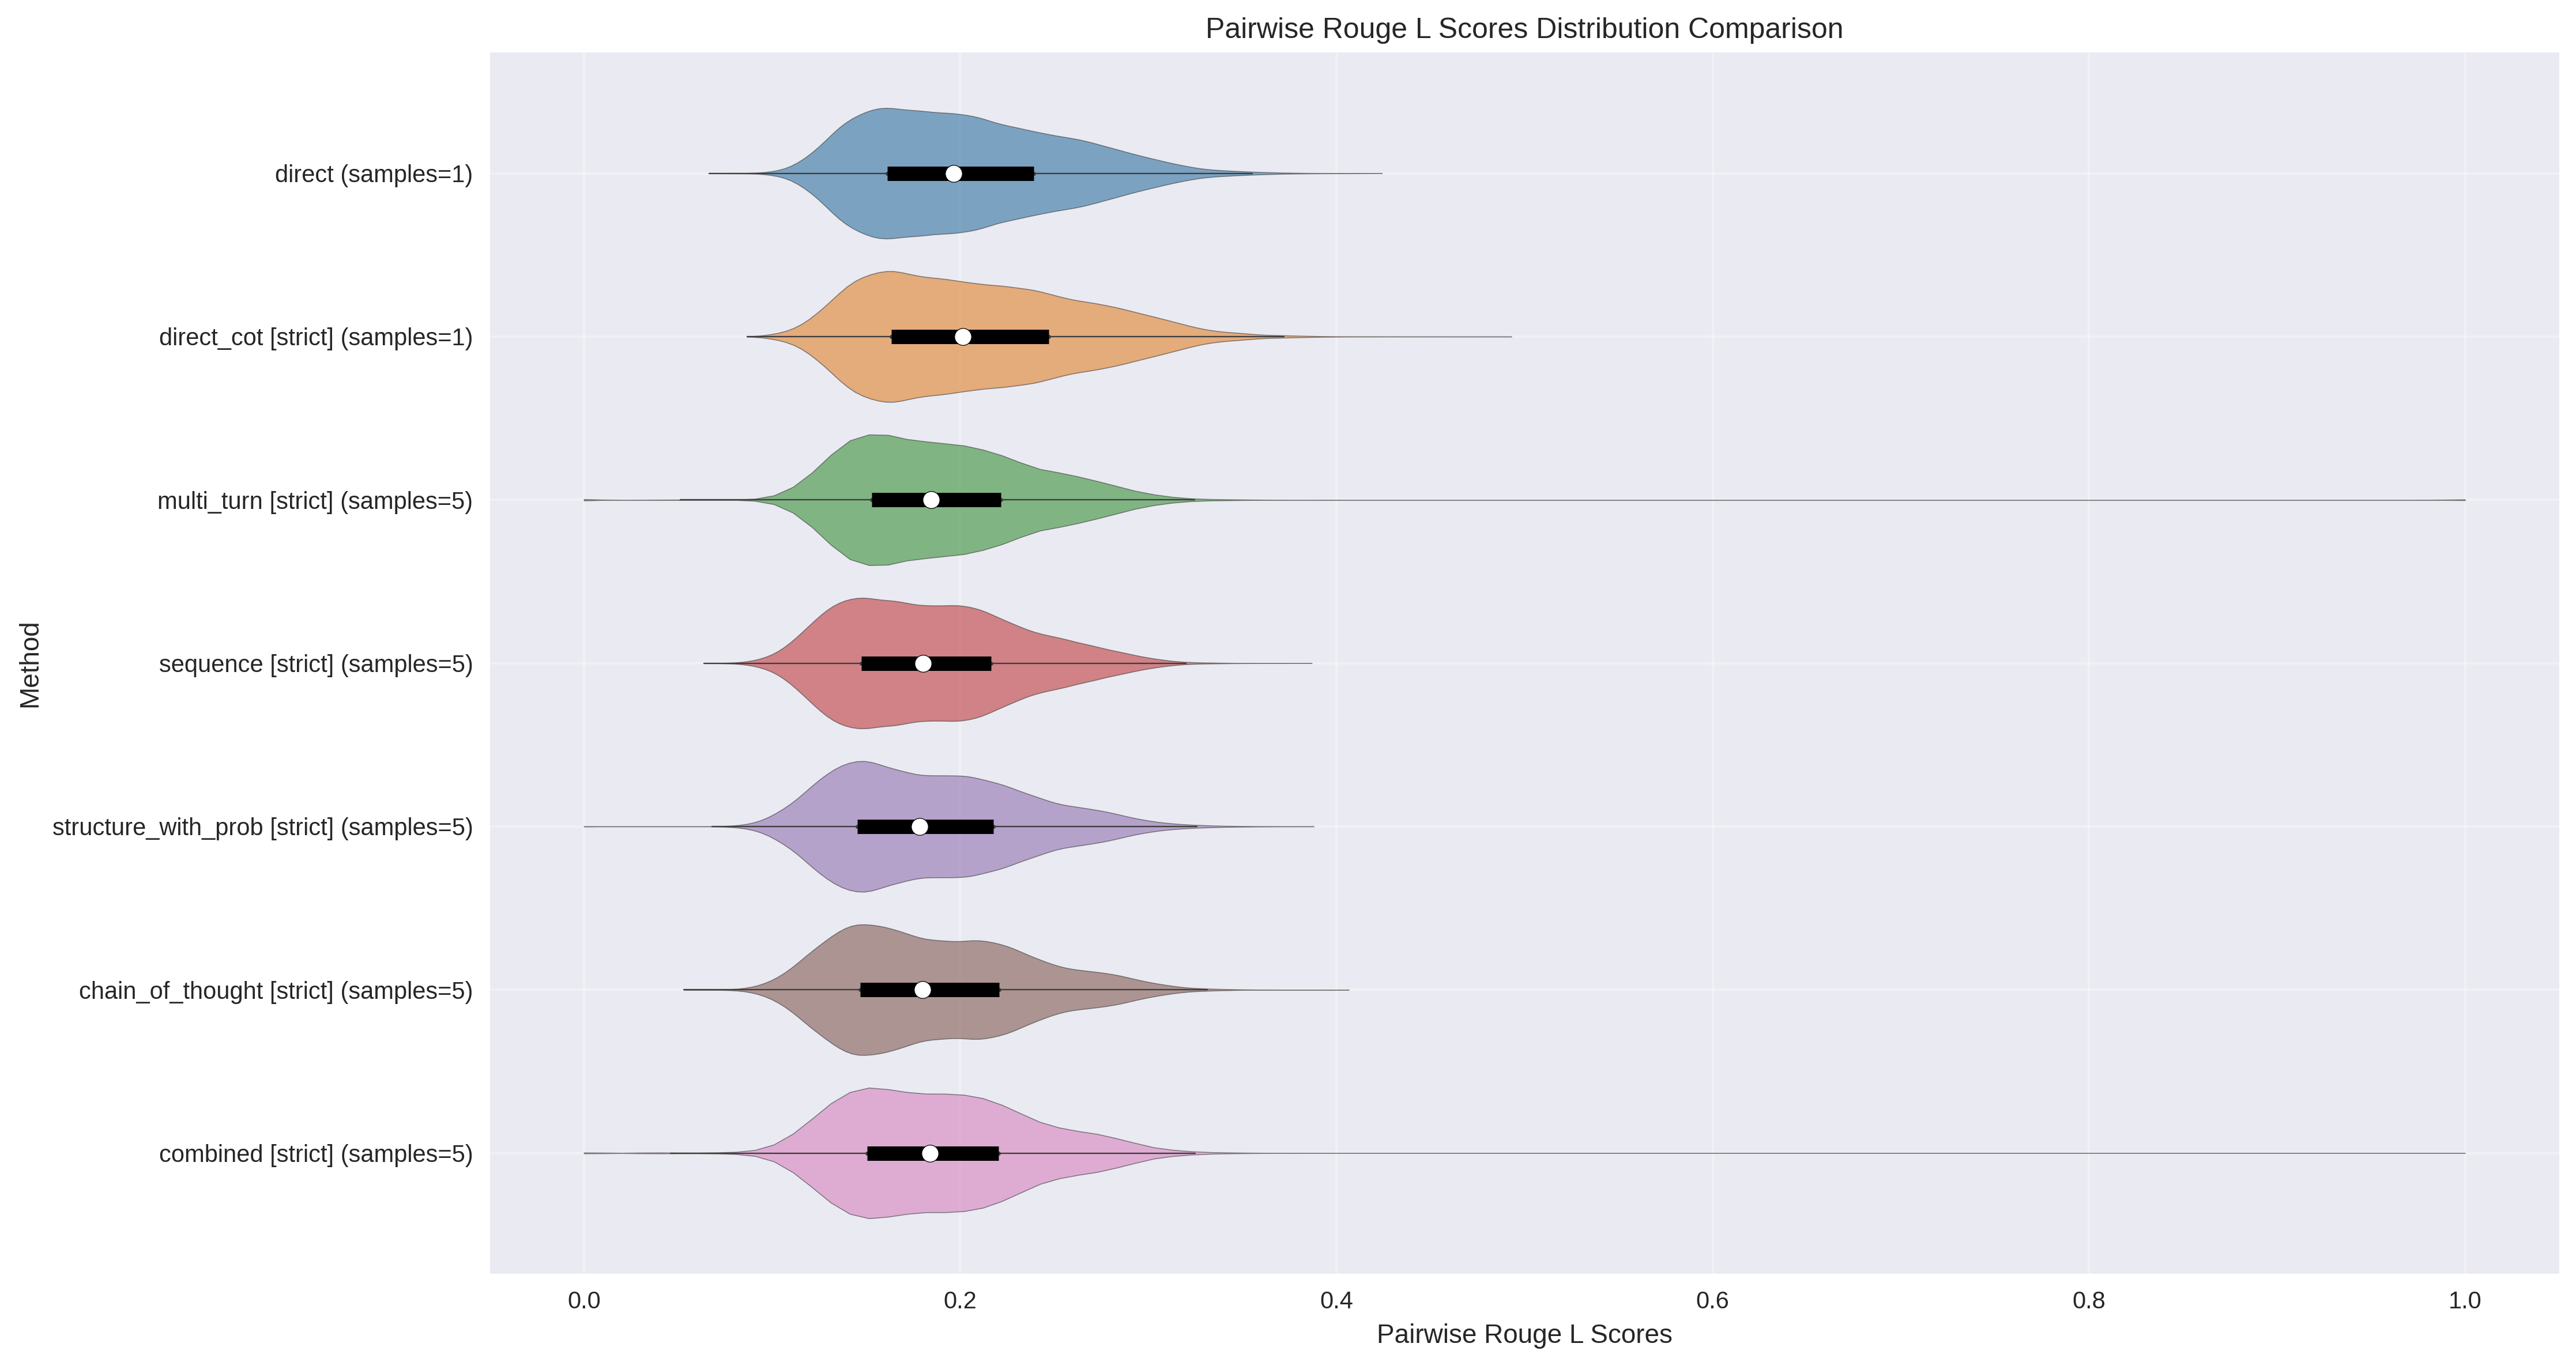 Pairwise Rouge L Scores Distribution Comparison
direct (samples=1)
direct_cot [strict] (samples=1)
multi_turn [strict] (samples=5)
sequence [strict] (samples=5)
structure_with_prob [strict] (samples=5)
chain_of_thought [strict] (samples=5)
combined [strict] (samples=5)
Method
0.0 0.2 0.4 0.6 0.8 1.0
Pairwise Rouge L Scores